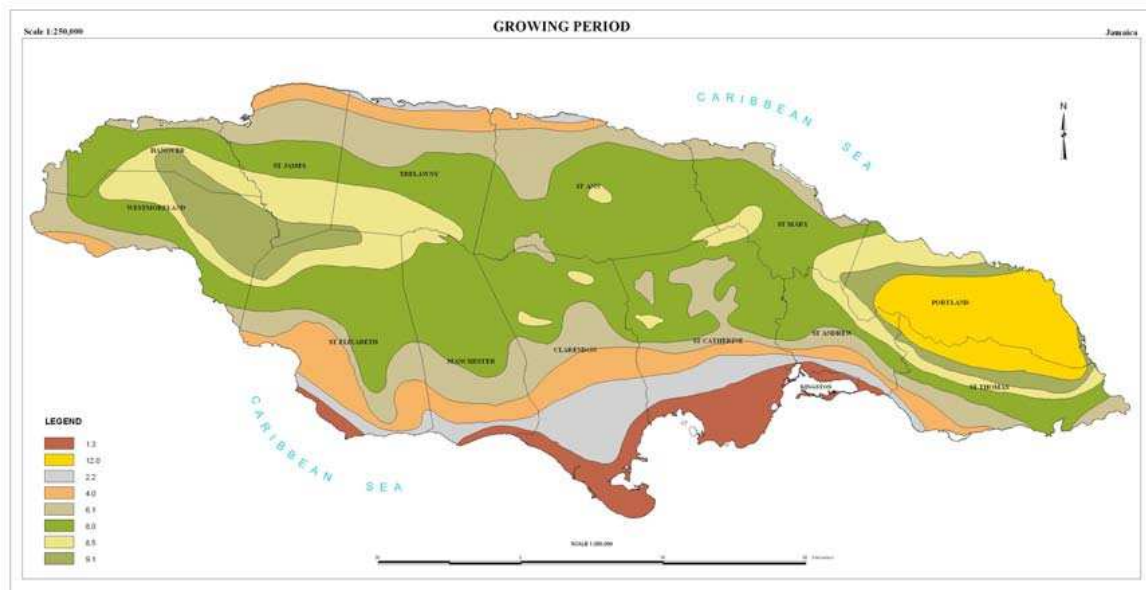 GROWING PERIOD
Scale 1:250,000
Jamaica
CARIBBEAN SEA
N
HANOVER
ST JAMES
TRELAWNY
ST ANN
WESTMORELAND
ST MARY
PORTLAND
ST ELIZABETH
MANCHESTER
CLARENDON
ST CATHERINE
ST ANDREW
KINGSTON
ST THOMAS
CARIBBEAN SEA
LEGEND
1.3
12.0
2.2
4.0
6.1
8.0
8.5
9.1